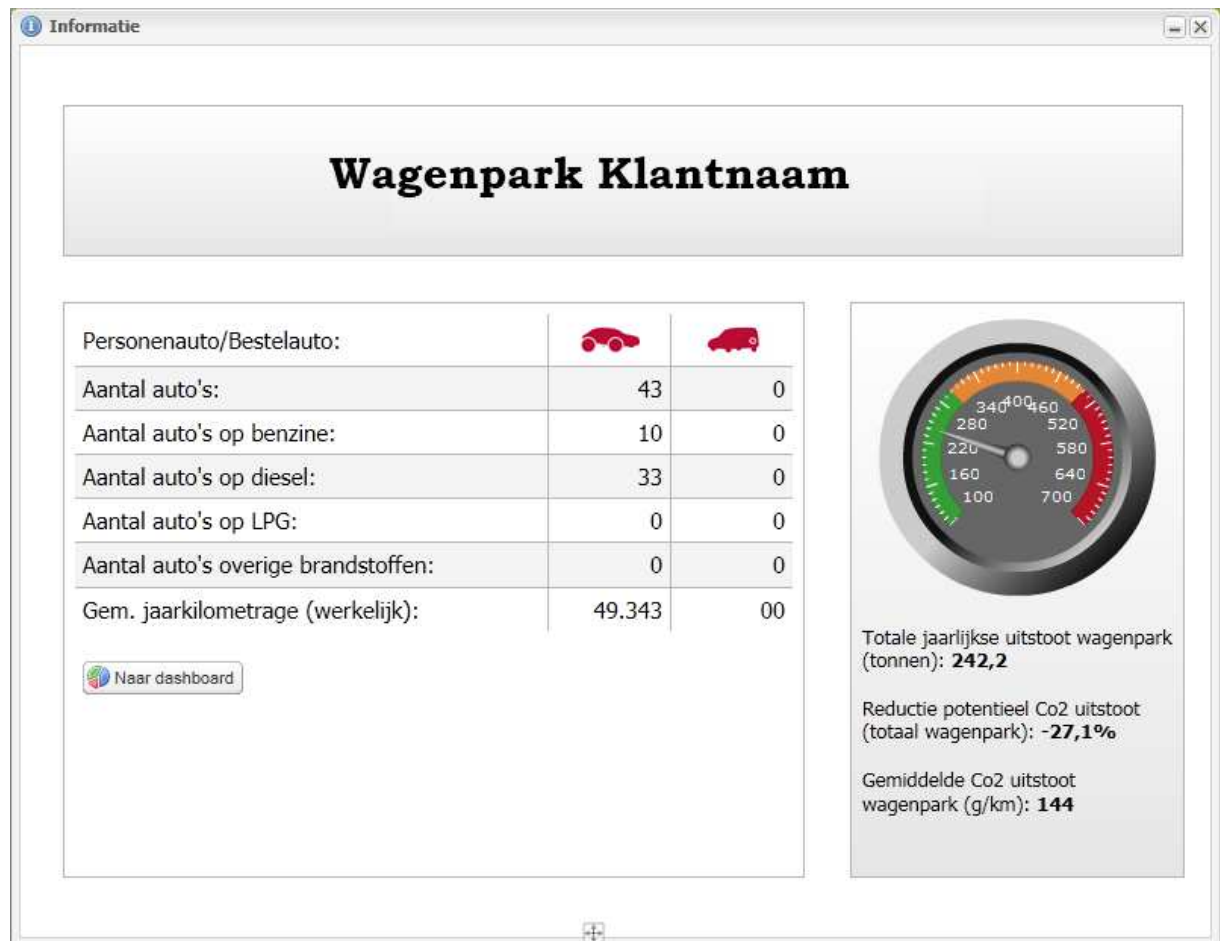 Informatie
Wagenpark Klantnaam
Personenauto/Bestelauto:
Aantal auto's: 43 0
Aantal auto's op benzine: 10 0
Aantal auto's op diesel: 33 0
Aantal auto's op LPG: 0 0
Aantal auto's overige brandstoffen: 0 0
Gem. jaarkilometrage (werkelijk): 49.343 00
Naar dashboard
100
160
220
280
340
400
460
520
580
640
700
Totale jaarlijkse uitstoot wagenpark
(tonnen): 242,2
Reductie potentieel Co2 uitstoot
(totaal wagenpark): -27,1%
Gemiddelde Co2 uitstoot
wagenpark (g/km): 144